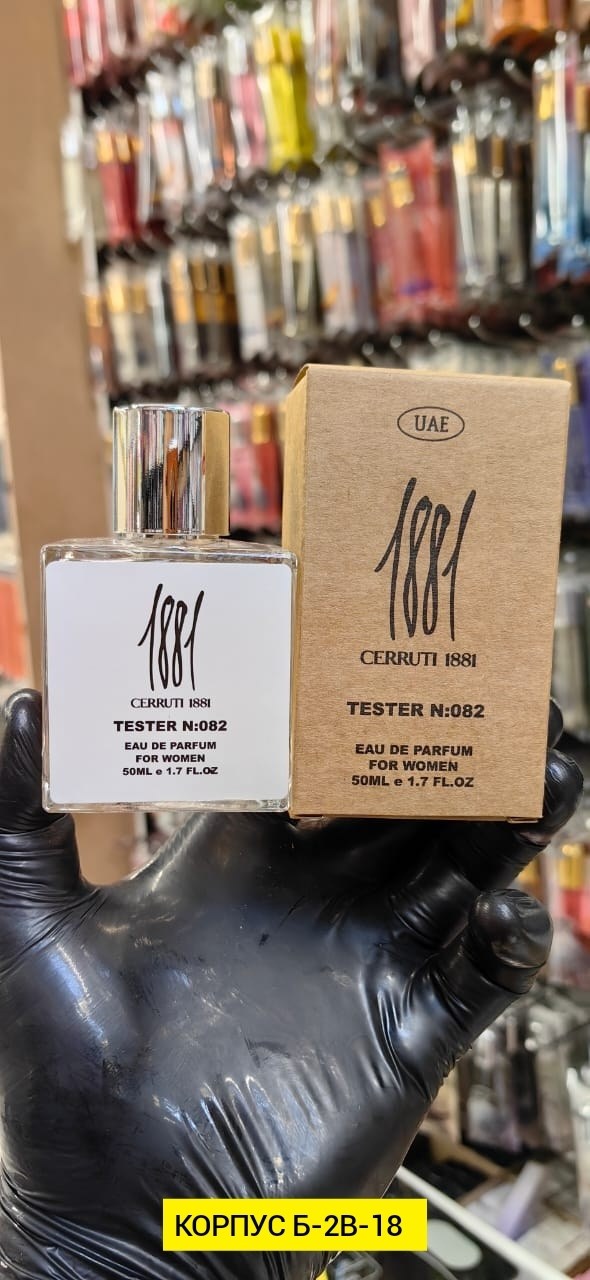 UAE
1881
CERRUTI 1881
TESTER N:082
EAU DE PARFUM
FOR WOMEN
50ML e 1.7 FL.OZ
1881
CERRUTI 1881
TESTER N:082
EAU DE PARFUM
FOR WOMEN
50ML e 1.7 FL.OZ
КОРПУС Б-2В-18